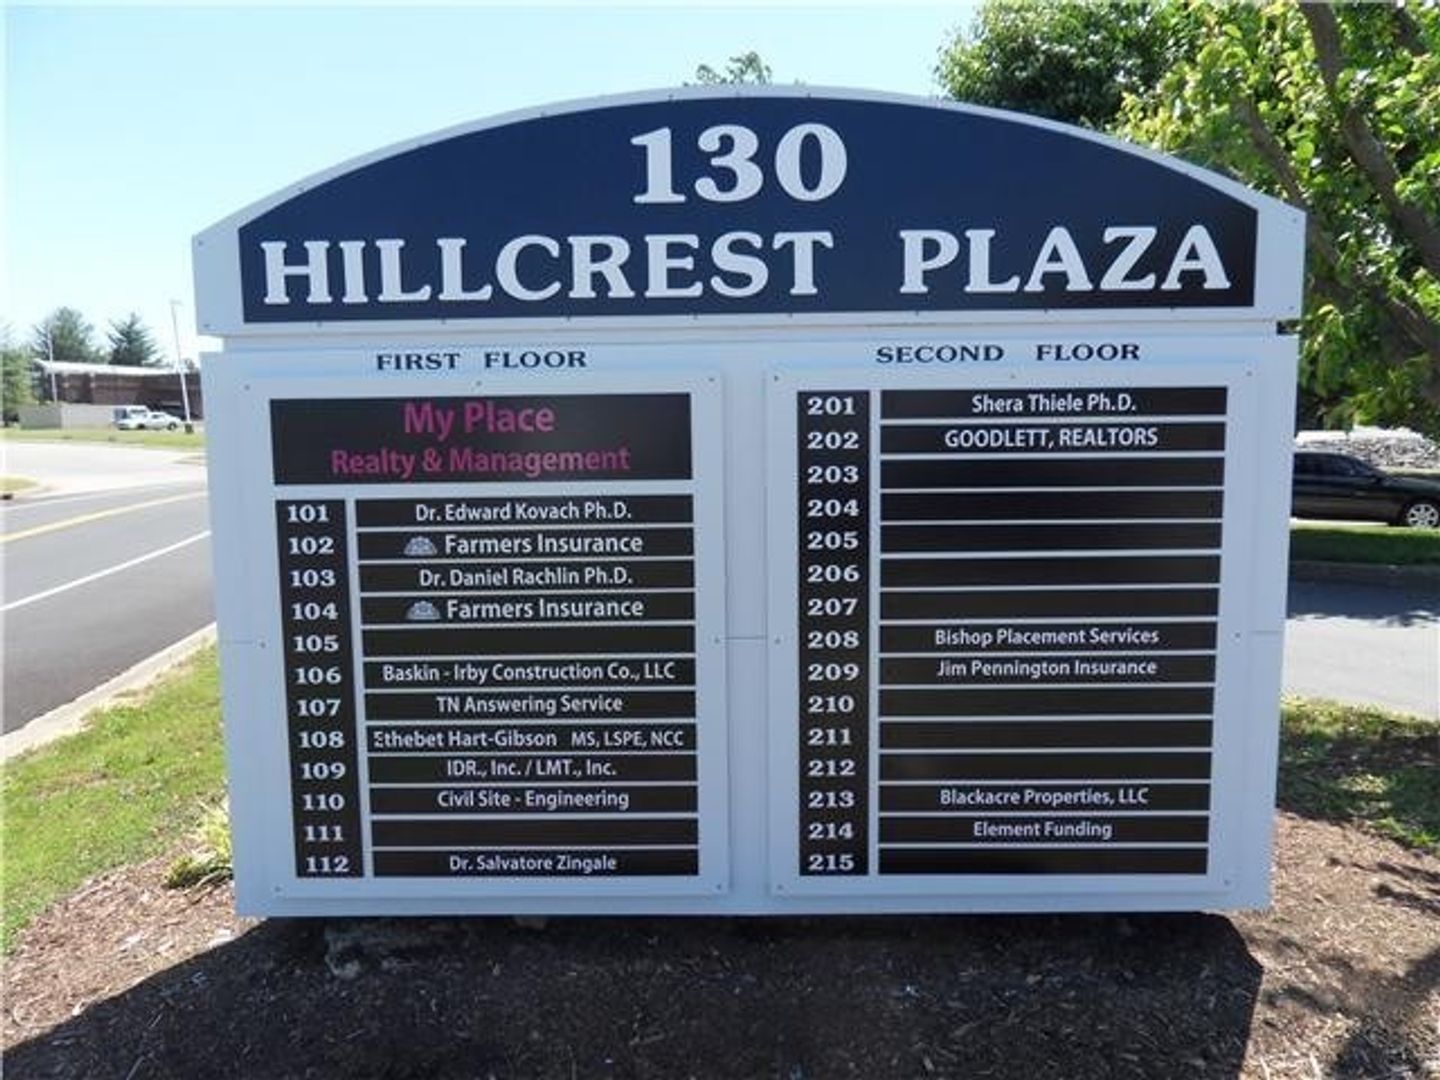 130
HILLCREST PLAZA
FIRST FLOOR
My Place
Realty & Management
101 Dr. Edward Kovach Ph.D.
102 Farmers Insurance
103 Dr. Daniel Rachlin Ph.D.
104 Farmers Insurance
105
106 Baskin - Irby Construction Co., LLC
107 TN Answering Service
108 Ethebet Hart-Gibson MS, LSPE, NCC
109 IDR., Inc. / LMT., Inc.
110 Civil Site - Engineering
111
112 Dr. Salvatore Zingale
SECOND FLOOR
201 Shera Thiele Ph.D.
202 GOODLETT, REALTORS
203
204
205
206
207
208 Bishop Placement Services
209 Jim Pennington Insurance
210
211
212
213 Blackacre Properties, LLC
214 Element Funding
215